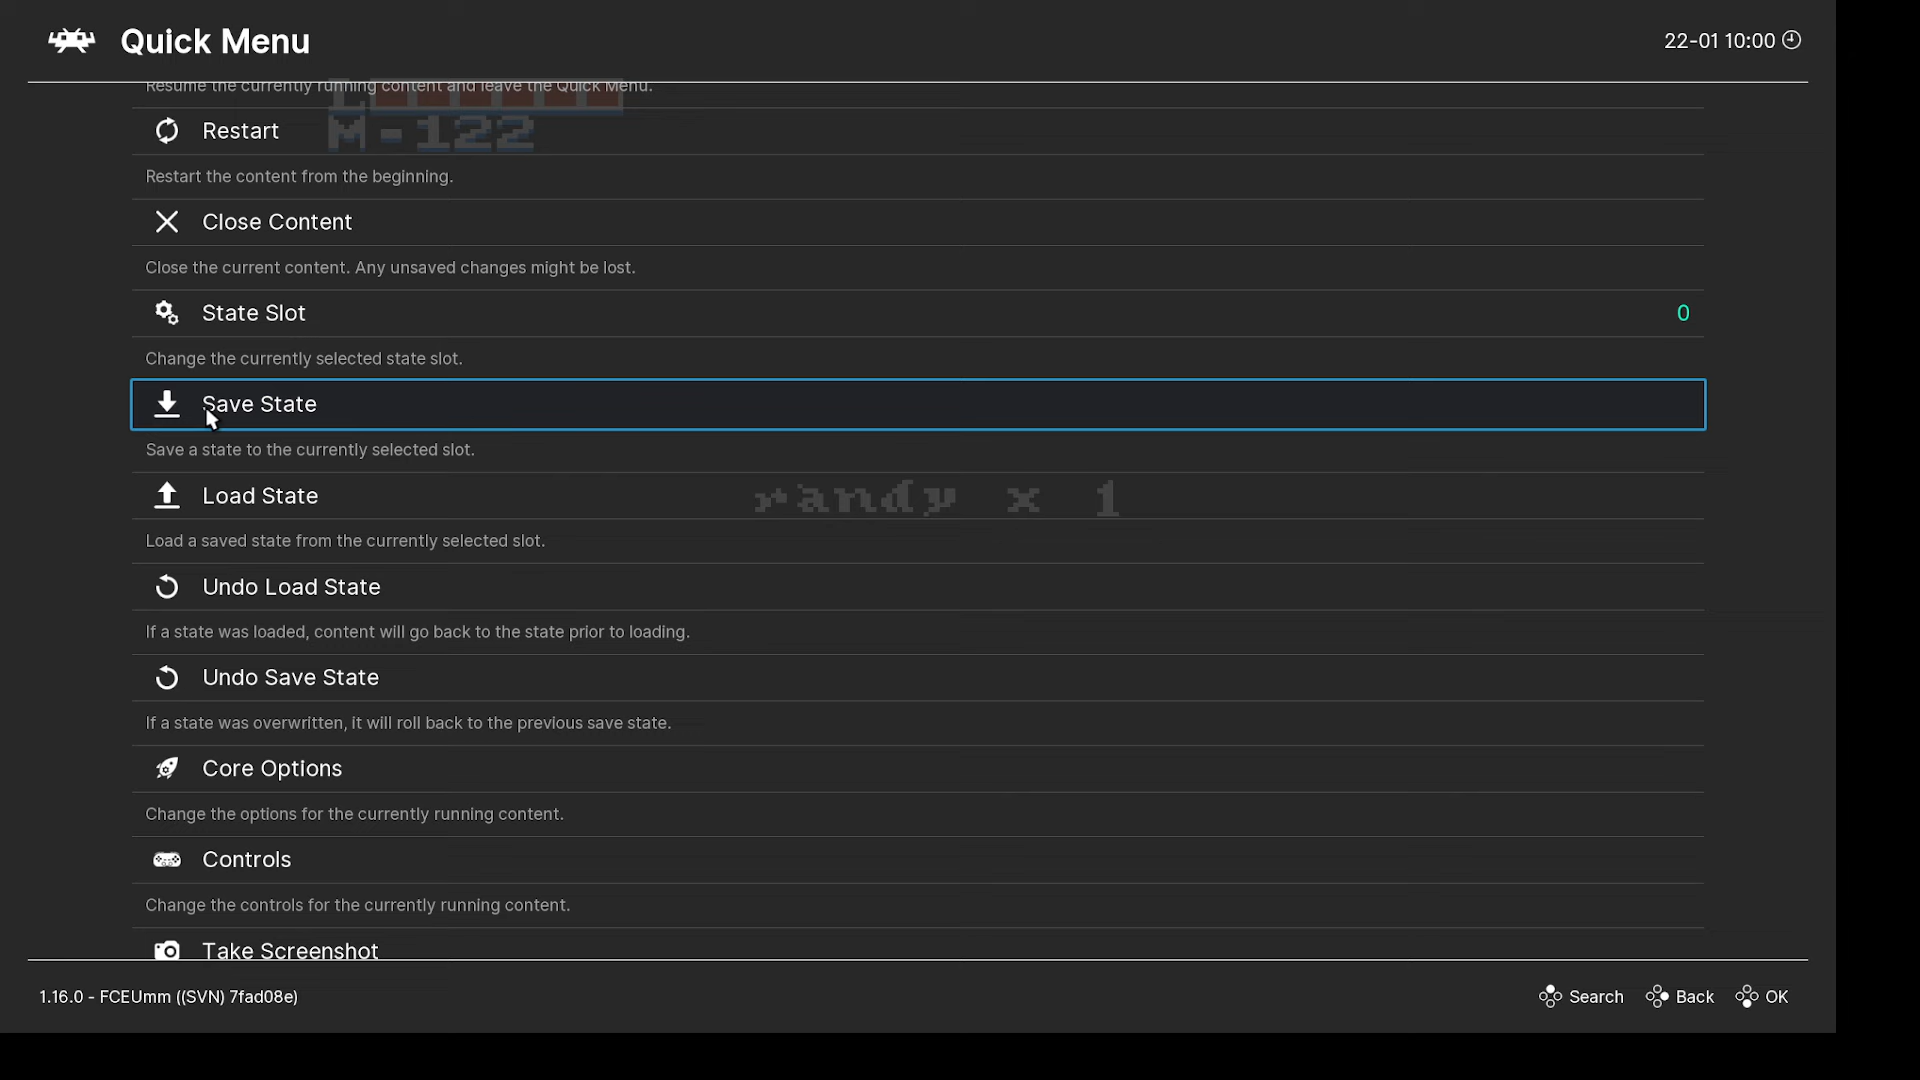 Quick Menu
22-01 10:00
Resume the currently running content and leave the Quick Menu.
L
Restart
M-122
Restart the content from the beginning.
Close Content
Close the current content. Any unsaved changes might be lost.
State Slot
0
Change the currently selected state slot.
Save State
Save a state to the currently selected slot.
Load State
randy x 1
Load a saved state from the currently selected slot.
Undo Load State
If a state was loaded, content will go back to the state prior to loading.
Undo Save State
If a state was overwritten, it will roll back to the previous save state.
Core Options
Change the options for the currently running content.
Controls
Change the controls for the currently running content.
Take Screenshot
1.16.0 - FCEUmm ((SVN) 7fad08e)
Search
Back
OK